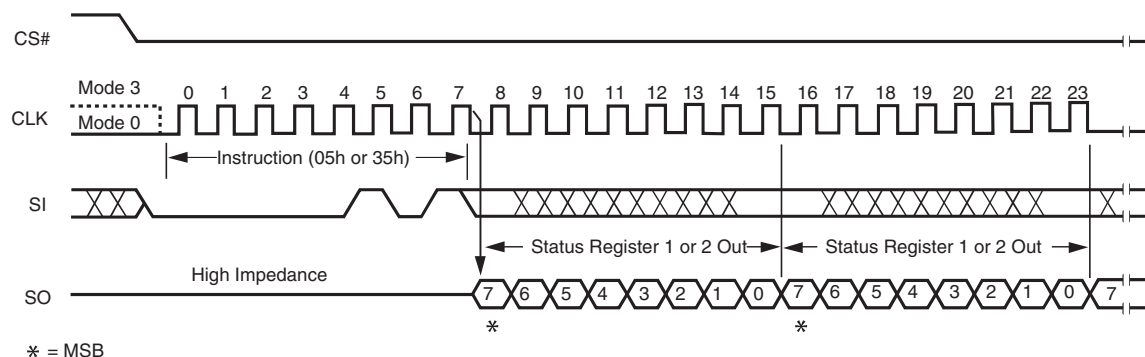 CS#
Mode 3
0 1 2 3 4 5 6 7 8 9 10 11 12 13 14 15 16 17 18 19 20 21 22 23
CLK
Mode 0
Instruction (05h or 35h)
SI
Status Register 1 or 2 Out Status Register 1 or 2 Out
High Impedance
SO
7 6 5 4 3 2 1 0 7 6 5 4 3 2 1 0 7
* *
* = MSB